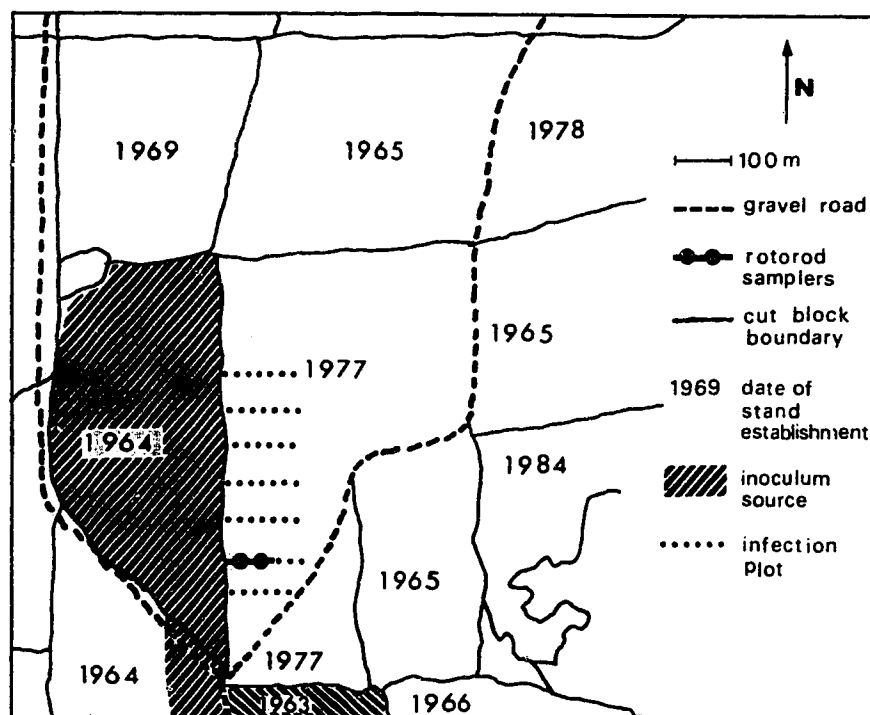 N
1969
1965
1978
100 m
gravel road
rotorod
samplers
cut block
boundary
1965
1977
1969 date of
stand
establishment
1964
1984
inoculum
source
infection
Plot
1965
1964
1977
1963
1966